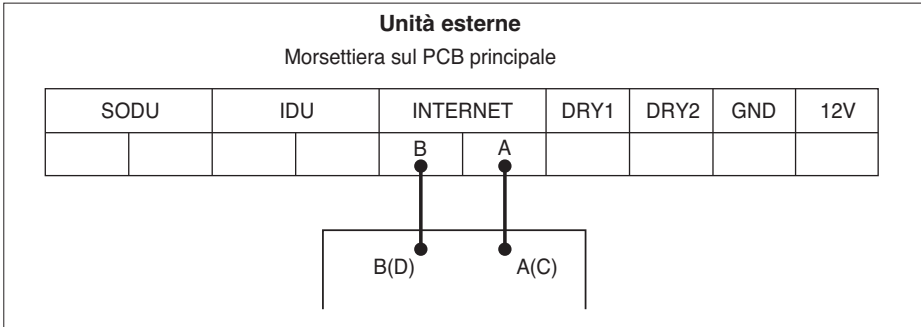 Unità esterne
Morsettiera sul PCB principale
SODU IDU INTERNET DRY1 DRY2 GND 12V
B A
B(D) A(C)